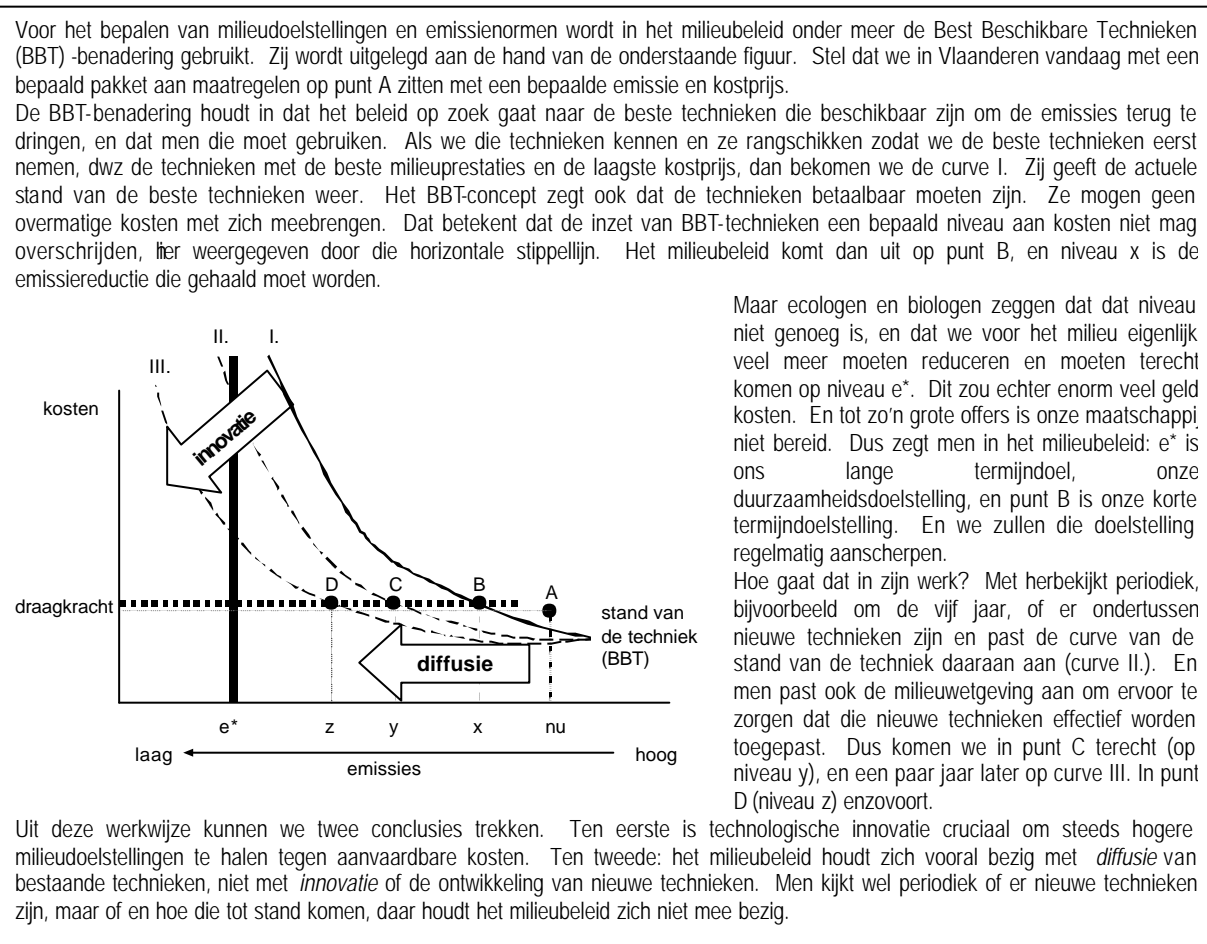 Voor het bepalen van milieudoelstellingen en emissienormen wordt in het milieubeleid onder meer de Best Beschikbare Technieken
(BBT) -benadering gebruikt. Zij wordt uitgelegd aan de hand van de onderstaande figuur. Stel dat we in Vlaanderen vandaag met een
bepaald pakket aan maatregelen op punt A zitten met een bepaalde emissie en kostprijs.
De BBT-benadering houdt in dat het beleid op zoek gaat naar de beste technieken die beschikbaar zijn om de emissies terug te
dringen, en dat men die moet gebruiken. Als we die technieken kennen en ze rangschikken zodat we de beste technieken eerst
nemen, dwz de technieken met de beste milieuprestaties en de laagste kostprijs, dan bekomen we de curve I. Zij geeft de actuele
stand van de beste technieken weer. Het BBT-concept zegt ook dat de technieken betaalbaar moeten zijn. Ze mogen geen
overmatige kosten met zich meebrengen. Dat betekent dat de inzet van BBT-technieken een bepaald niveau aan kosten niet mag
overschrijden, hier weergegeven door die horizontale stippellijn. Het milieubeleid komt dan uit op punt B, en niveau x is de
emissiereductie die gehaald moet worden.
Maar ecologen en biologen zeggen dat dat niveau
niet genoeg is, en dat we voor het milieu eigenlijk
veel meer moeten reduceren en moeten terecht
komen op niveau e*. Dit zou echter enorm veel geld
kosten. En tot zo'n grote offers is onze maatschappij
niet bereid. Dus zegt men in het milieubeleid: e* is
ons lange termijndoel, onze
duurzaamheidsdoelstelling, en punt B is onze korte
termijndoelstelling. En we zullen die doelstelling
regelmatig aanscherpen.
Hoe gaat dat in zijn werk? Met herbekijkt periodiek,
bijvoorbeeld om de vijf jaar, of er ondertussen
nieuwe technieken zijn en past de curve van de
stand van de techniek daaraan aan (curve II.). En
men past ook de milieuwetgeving aan om ervoor te
zorgen dat die nieuwe technieken effectief worden
toegepast. Dus komen we in punt C terecht (op
niveau y), en een paar jaar later op curve III. In punt
D (niveau z) enzovoort.
II. I.
III.
kosten
innovatie
D C B A
draagkracht
stand van
de techniek
(BBT)
diffusie
e* z y x nu
laag emissies hoog
Uit deze werkwijze kunnen we twee conclusies trekken. Ten eerste is technologische innovatie cruciaal om steeds hogere
milieudoelstellingen te halen tegen aanvaardbare kosten. Ten tweede: het milieubeleid houdt zich vooral bezig met diffusie van
bestaande technieken, niet met innovatie of de ontwikkeling van nieuwe technieken. Men kijkt wel periodiek of er nieuwe technieken
zijn, maar of en hoe die tot stand komen, daar houdt het milieubeleid zich niet mee bezig.